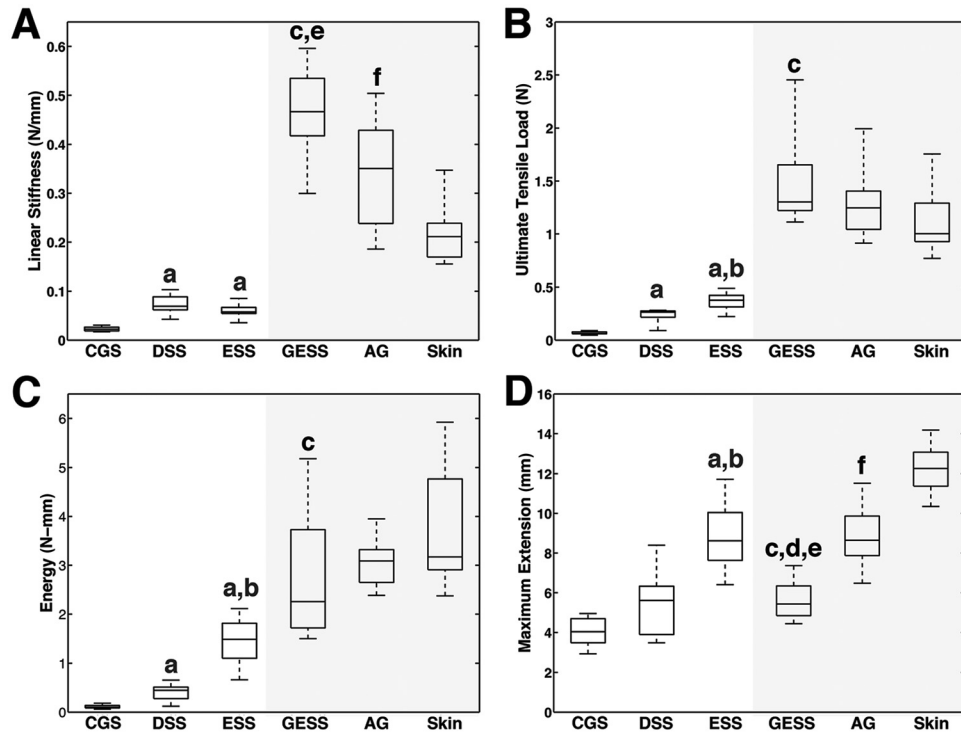 A
Linear Stiffness (N/mm)
0.6
0.5
0.4
0.3
0.2
0.1
0
a
a
c,e
f
CGS DSS ESS GESS AG Skin
B
Ultimate Tensile Load (N)
3
2.5
2
1.5
1
0.5
0
a
a,b
c
CGS DSS ESS GESS AG Skin
C
Energy (N-mm)
6
5
4
3
2
1
0
a
a,b
c
CGS DSS ESS GESS AG Skin
D
Maximum Extension (mm)
16
14
12
10
8
6
4
2
0
a,b
c,d,e
f
CGS DSS ESS GESS AG Skin